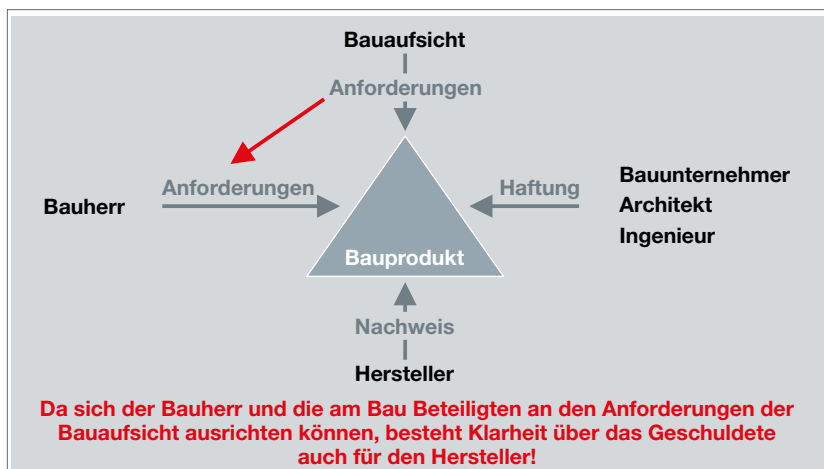 Bauaufsicht
Anforderungen
Anforderungen
Bauherr
Haftung
Bauunternehmer
Architekt
Ingenieur
Bauprodukt
Nachweis
Hersteller
Da sich der Bauherr und die am Bau Beteiligten an den Anforderungen der
Bauaufsicht ausrichten können, besteht Klarheit über das Geschuldete
auch für den Hersteller!